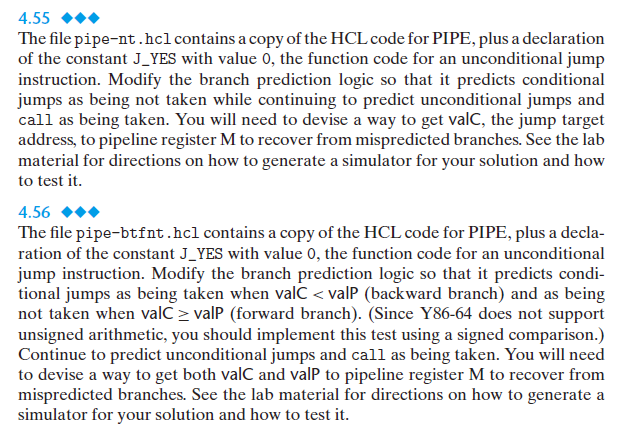 4.55 ◆◆◆
The file pipe-nt.hcl contains a copy of the HCL code for PIPE, plus a declaration
of the constant J_YES with value 0, the function code for an unconditional jump
instruction. Modify the branch prediction logic so that it predicts conditional
jumps as being not taken while continuing to predict unconditional jumps and
call as being taken. You will need to devise a way to get valC, the jump target
address, to pipeline register M to recover from mispredicted branches. See the lab
material for directions on how to generate a simulator for your solution and how
to test it.
4.56 ◆◆◆
The file pipe-btfnt.hcl contains a copy of the HCL code for PIPE, plus a decla-
ration of the constant J_YES with value 0, the function code for an unconditional
jump instruction. Modify the branch prediction logic so that it predicts condi-
tional jumps as being taken when valC < valP (backward branch) and as being
not taken when valC ≥ valP (forward branch). (Since Y86-64 does not support
unsigned arithmetic, you should implement this test using a signed comparison.)
Continue to predict unconditional jumps and call as being taken. You will need
to devise a way to get both valC and valP to pipeline register M to recover from
mispredicted branches. See the lab material for directions on how to generate a
simulator for your solution and how to test it.